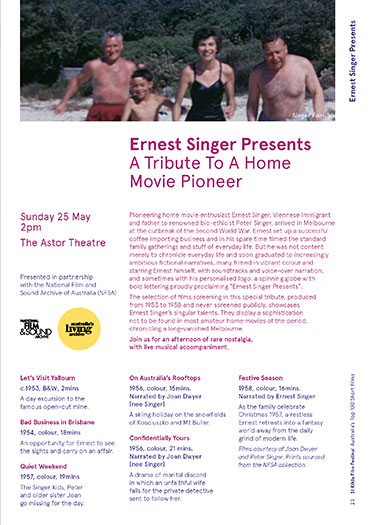 Ernest Singer Presents
Singer Family
Ernest Singer Presents
A Tribute To A Home
Movie Pioneer
Sunday 25 May
2pm
The Astor Theatre
Presented in partnership
with the National Film and
Sound Archive of Australia (NFSA)
NATIONAL
FILM
&SOUND
ARCHIVE
australia's
living
archive
Pioneering home movie enthusiast Ernest Singer, Viennese immigrant
and father to renowned bio-ethicist Peter Singer, arrived in Melbourne
at the outbreak of the Second World War. Ernest set up a successful
coffee importing business and in his spare time filmed the standard
family gatherings and stuff of everyday life. But he was not content
merely to chronicle everyday life and soon graduated to increasingly
ambitious fictional narratives, many filmed in vibrant colour and
starring Ernest himself, with soundtracks and voice-over narration,
and sometimes with his personalised logo: a spinning globe with
bold lettering proudly proclaiming "Ernest Singer Presents".
The selection of films screening in this special tribute, produced
from 1953 to 1958 and never screened publicly, showcases
Ernest Singer's singular talents. They display a sophistication
not to be found in most amateur home movies of the period,
chronicling a long-vanished Melbourne.
Join us for an afternoon of rare nostalgia,
with live musical accompaniment.
Let's Visit Yallourn
c.1953, B&W, 2mins
A day excursion to the
famous open-cut mine.
Bad Business in Brisbane
1954, colour, 18mins
An opportunity for Ernest to see
the sights and carry on an affair.
Quiet Weekend
1957, colour, 19mins
The Singer kids, Peter
and older sister Joan
go missing for the day.
On Australia's Rooftops
1956, colour, 15mins.
Narrated by Joan Dwyer
[nee Singer]
A skiing holiday on the snowfields
of Kosciuszko and Mt Buller.
Confidentially Yours
1956, colour, 21 mins.
Narrated by Joan Dwyer
[nee Singer]
A drama of marital discord
in which an unfaithful wife
falls for the private detective
sent to follow her.
Festive Season
1958, colour, 16mins.
Narrated by Ernest Singer
As the family celebrate
Christmas 1957, a restless
Ernest retreats into a fantasy
world away from the daily
grind of modern life.
Films courtesy of Joan Dwyer
and Peter Singer. Prints sourced
from the NFSA collection.
St Kilda Film Festival Australia's Top 100 Short Films